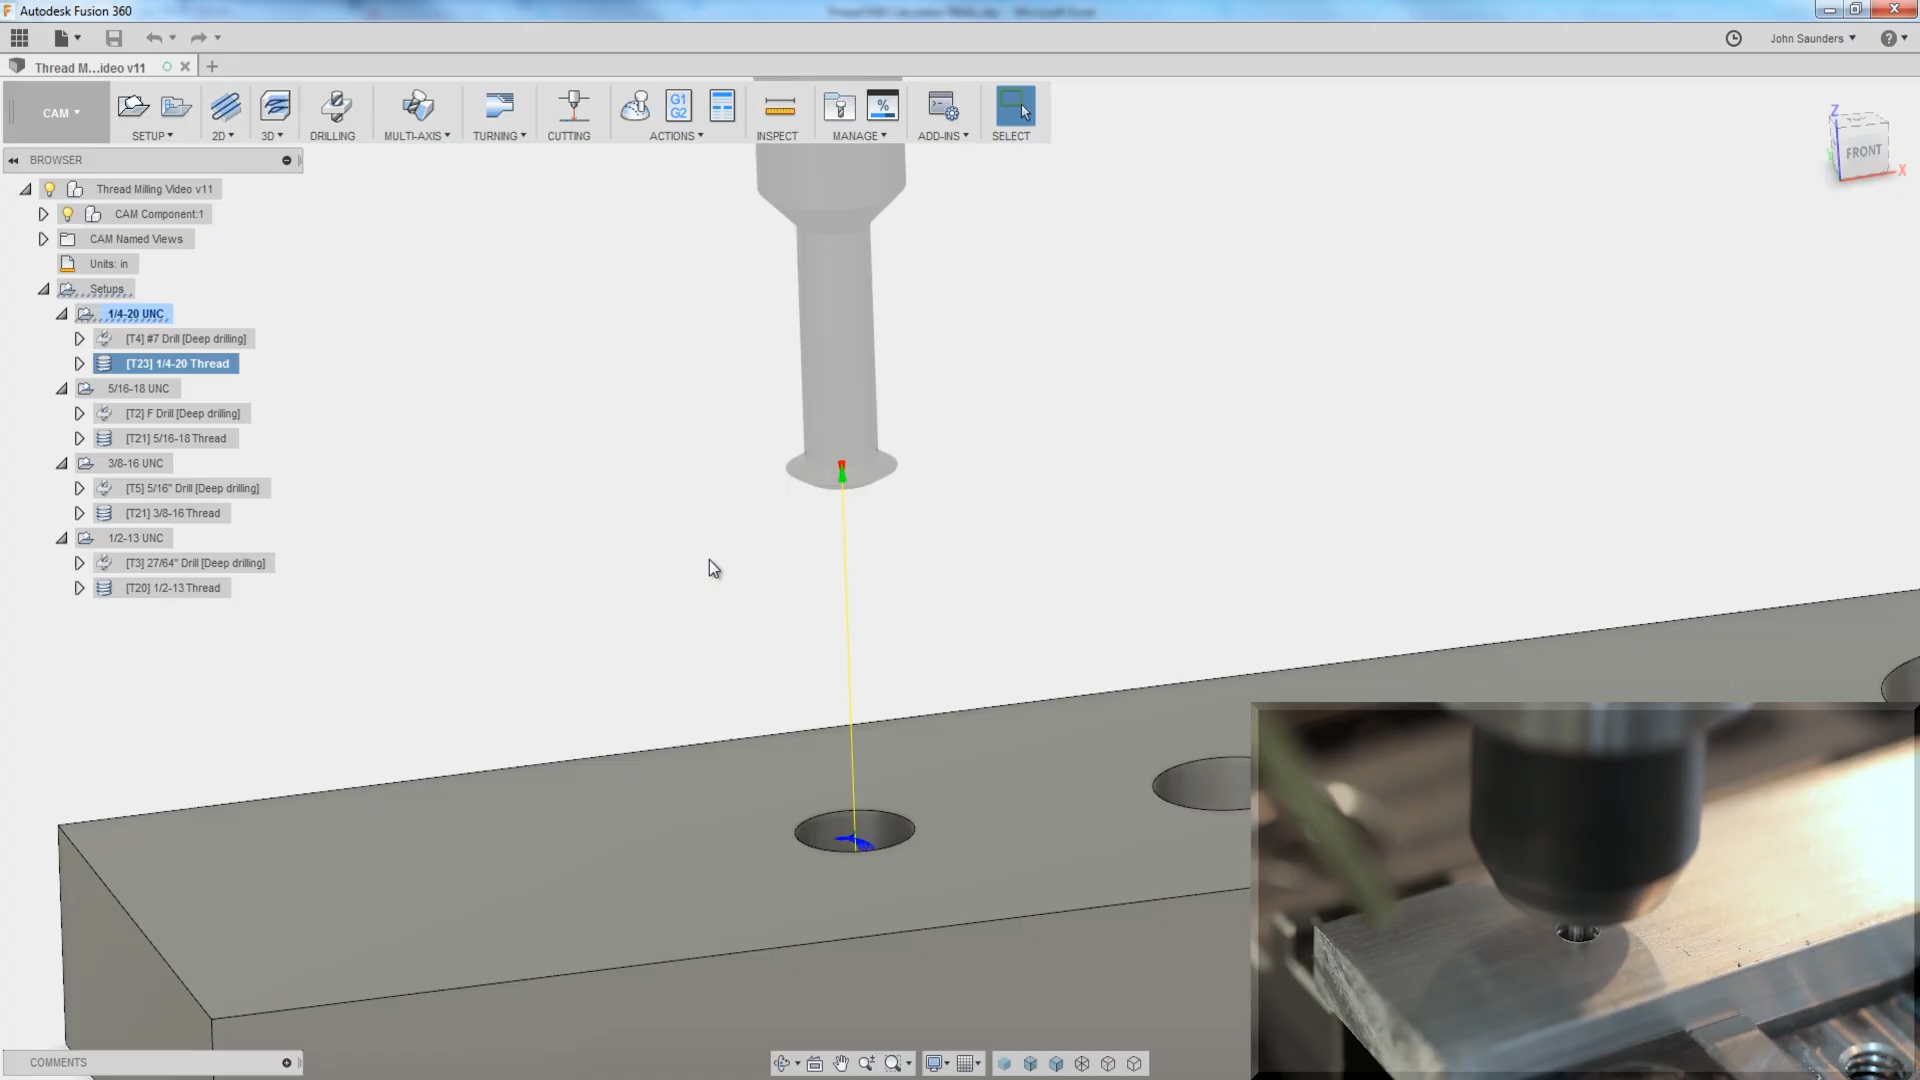 Autodesk Fusion 360
John Saunders
Thread M...ideo v11
CAM
SETUP
2D
3D
DRILLING
MULTI-AXIS
TURNING
CUTTING
G1
G2
ACTIONS
INSPECT
%
MANAGE
ADD-INS
SELECT
Z
FRONT
X
BROWSER
Thread Milling Video v11
CAM Component:1
CAM Named Views
Units: in
Setups
1/4-20 UNC
[T4] #7 Drill [Deep drilling]
[T23] 1/4-20 Thread
5/16-18 UNC
[T2] F Drill [Deep drilling]
[T21] 5/16-18 Thread
3/8-16 UNC
[T5] 5/16" Drill [Deep drilling]
[T21] 3/8-16 Thread
1/2-13 UNC
[T3] 27/64" Drill [Deep drilling]
[T20] 1/2-13 Thread
COMMENTS